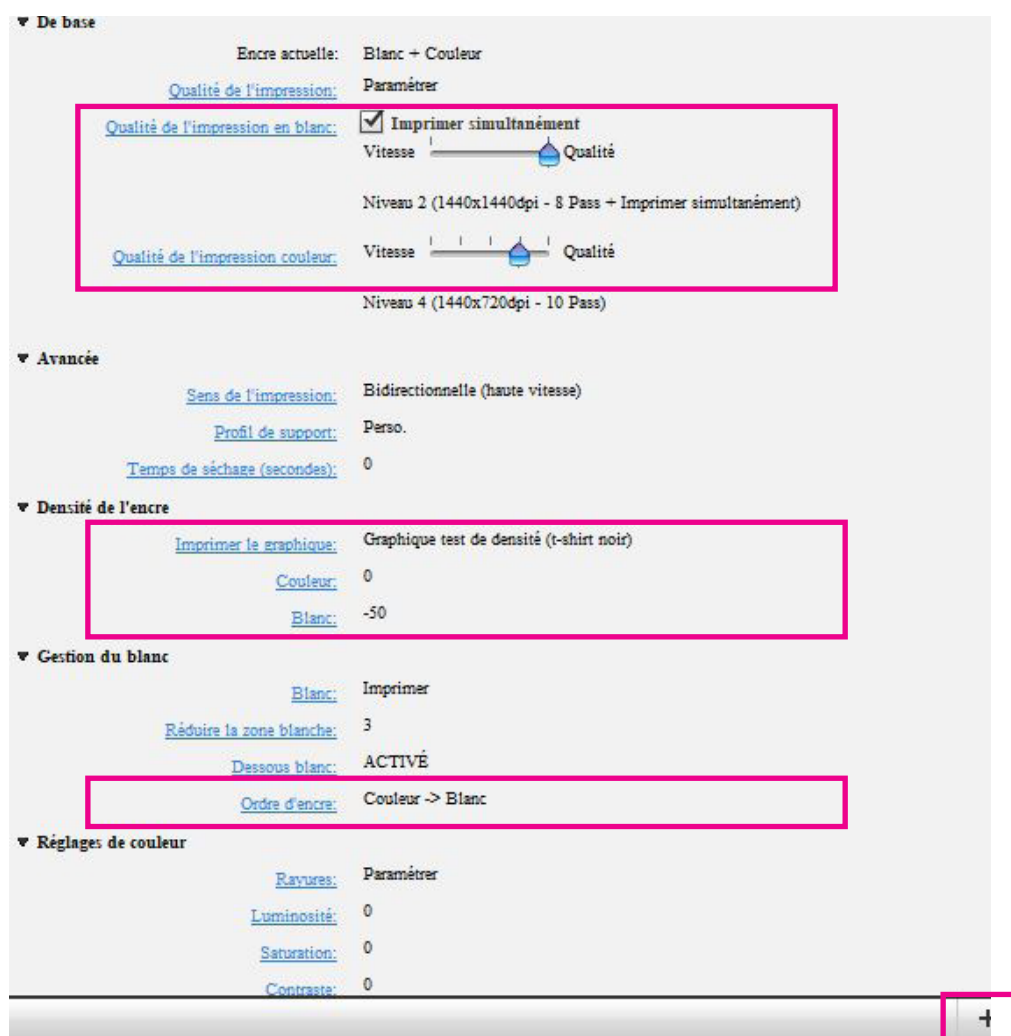 ▼ De base
Encre actuelle: Blanc + Couleur
Qualité de l'impression: Paramétrer
Qualité de l'impression en blanc: Imprimer simultanément
Vitesse Qualité
Niveau 2 (1440x1440dpi - 8 Pass + Imprimer simultanément)
Qualité de l'impression couleur: Vitesse Qualité
Niveau 4 (1440x720dpi - 10 Pass)
▼ Avancée
Sens de l'impression: Bidirectionnelle (haute vitesse)
Profil de support: Perso.
Temps de séchage (secondes): 0
▼ Densité de l'encre
Imprimer le graphique: Graphique test de densité (t-shirt noir)
Couleur: 0
Blanc: -50
▼ Gestion du blanc
Blanc: Imprimer
Réduire la zone blanche: 3
Dessous blanc: ACTIVÉ
Ordre d'encre: Couleur -> Blanc
▼ Réglages de couleur
Rayures: Paramétrer
Luminosité: 0
Saturation: 0
Contraste: 0
+